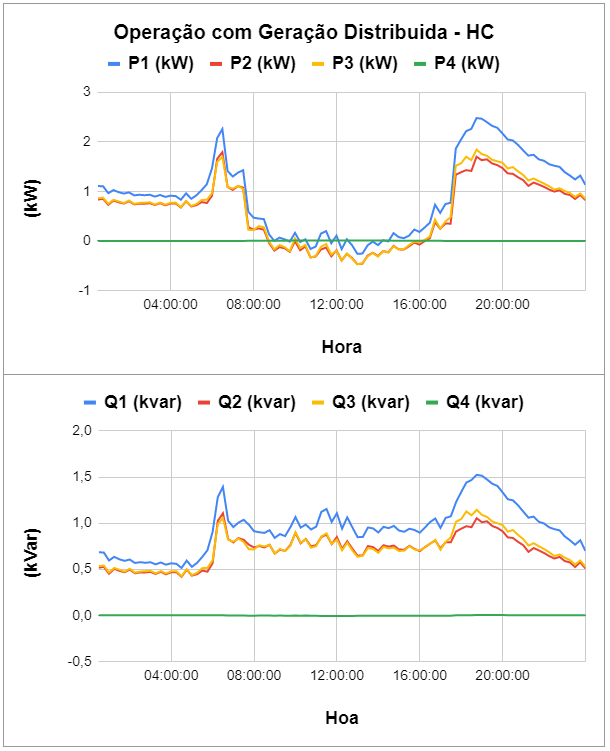 Operação com Geração Distribuida - HC
P1 (kW) P2 (kW) P3 (kW) P4 (kW)
3
2
(kW)
1
0
-1
04:00:00 08:00:00 12:00:00 16:00:00 20:00:00
Hora
Q1 (kvar) Q2 (kvar) Q3 (kvar) Q4 (kvar)
2,0
1,5
1,0
(kVar)
0,5
0,0
-0,5
04:00:00 08:00:00 12:00:00 16:00:00 20:00:00
Hoa